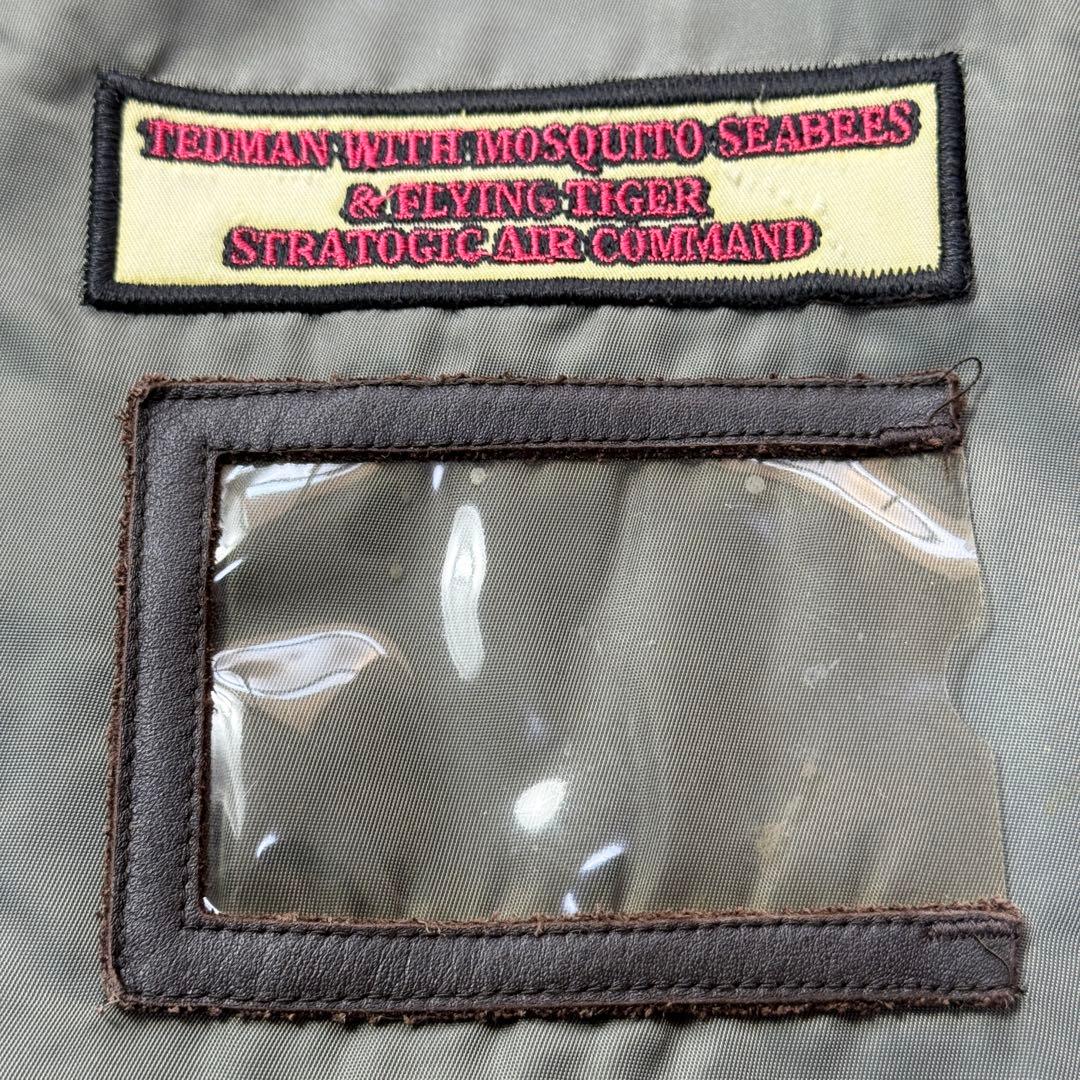 TEDMAN WITH MOSQUITO SEABEES
& FLYING TIGER
STRATOGIC AIR COMMAND